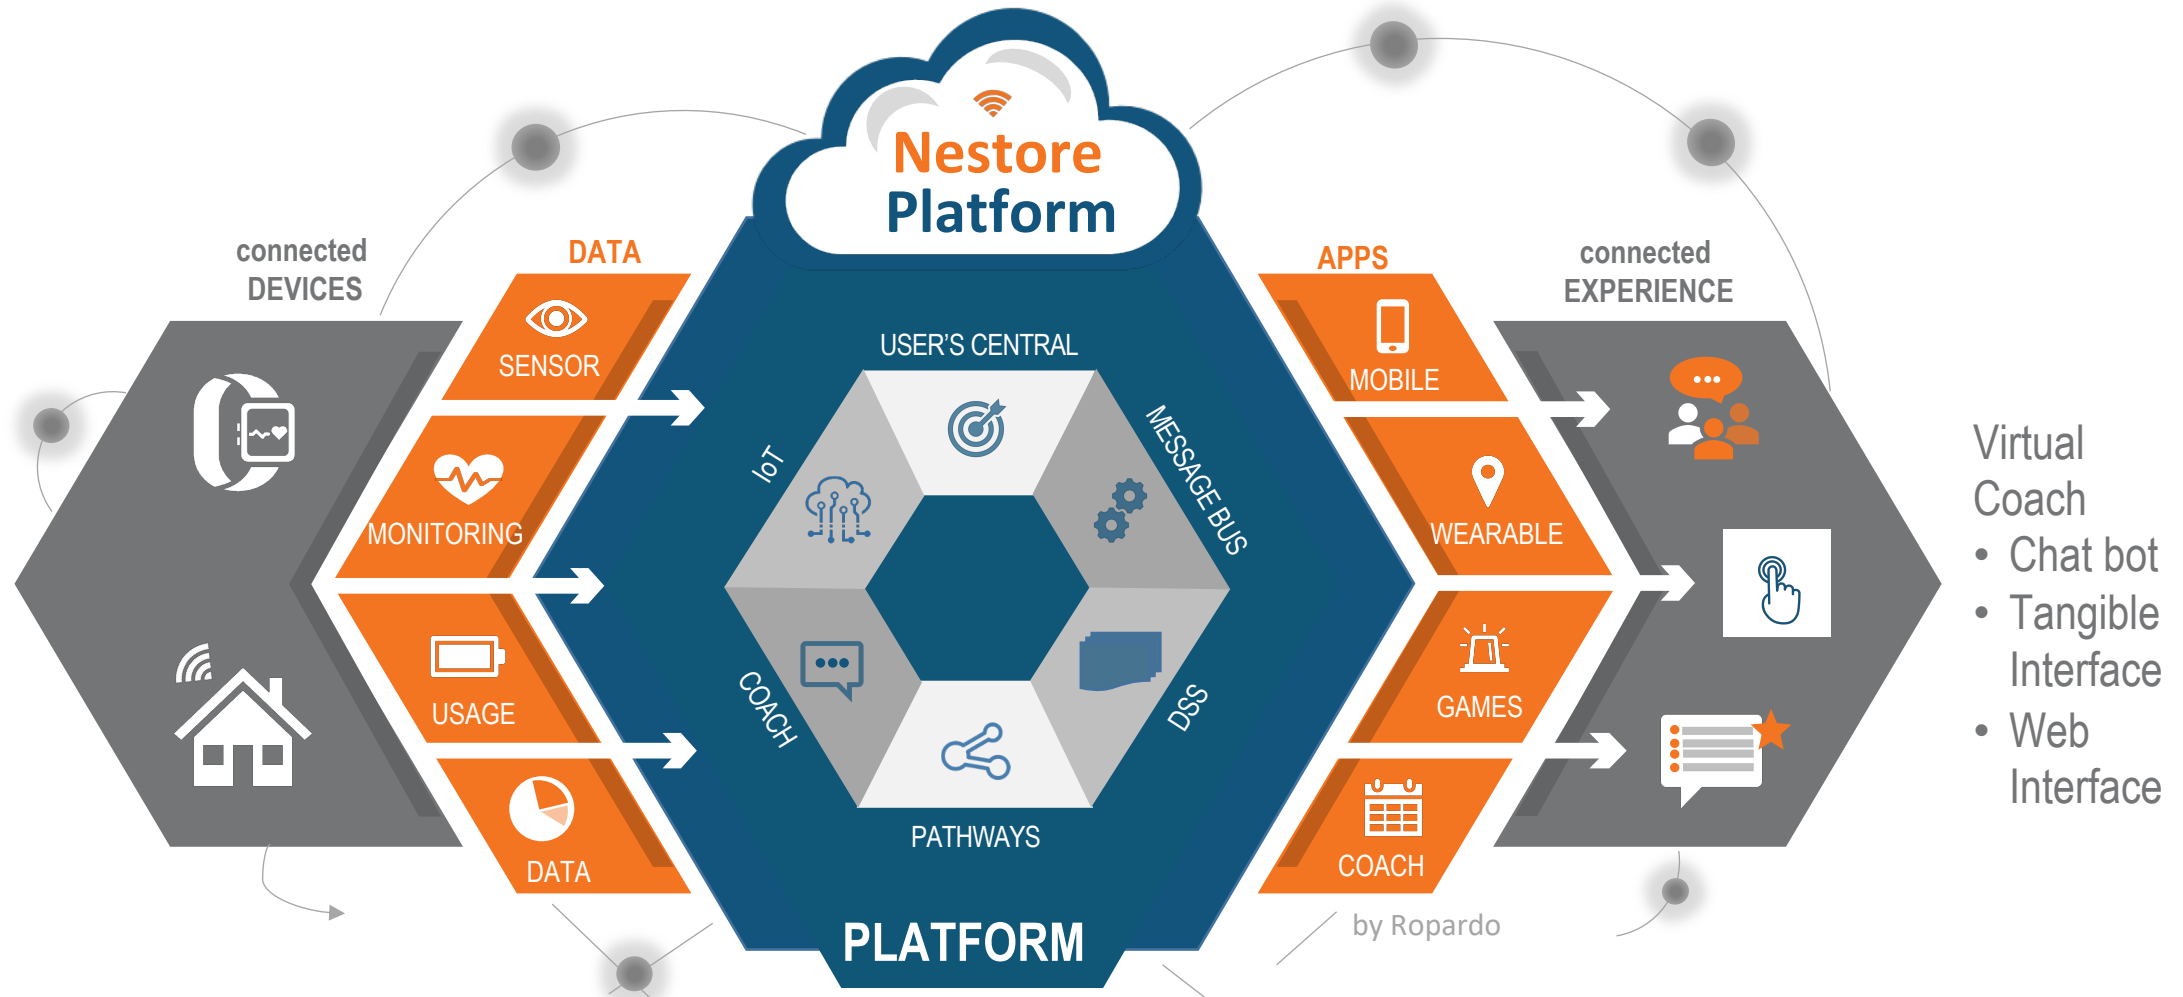 Nestore
Platform
connected
DEVICES
DATA
SENSOR
MONITORING
USAGE
DATA
USER'S CENTRAL
IoT
MESSAGE BUS
COACH
DSS
PATHWAYS
PLATFORM
APPS
MOBILE
WEARABLE
GAMES
COACH
by Ropardo
connected
EXPERIENCE
Virtual
Coach
• Chat bot
• Tangible
Interface
• Web
Interface